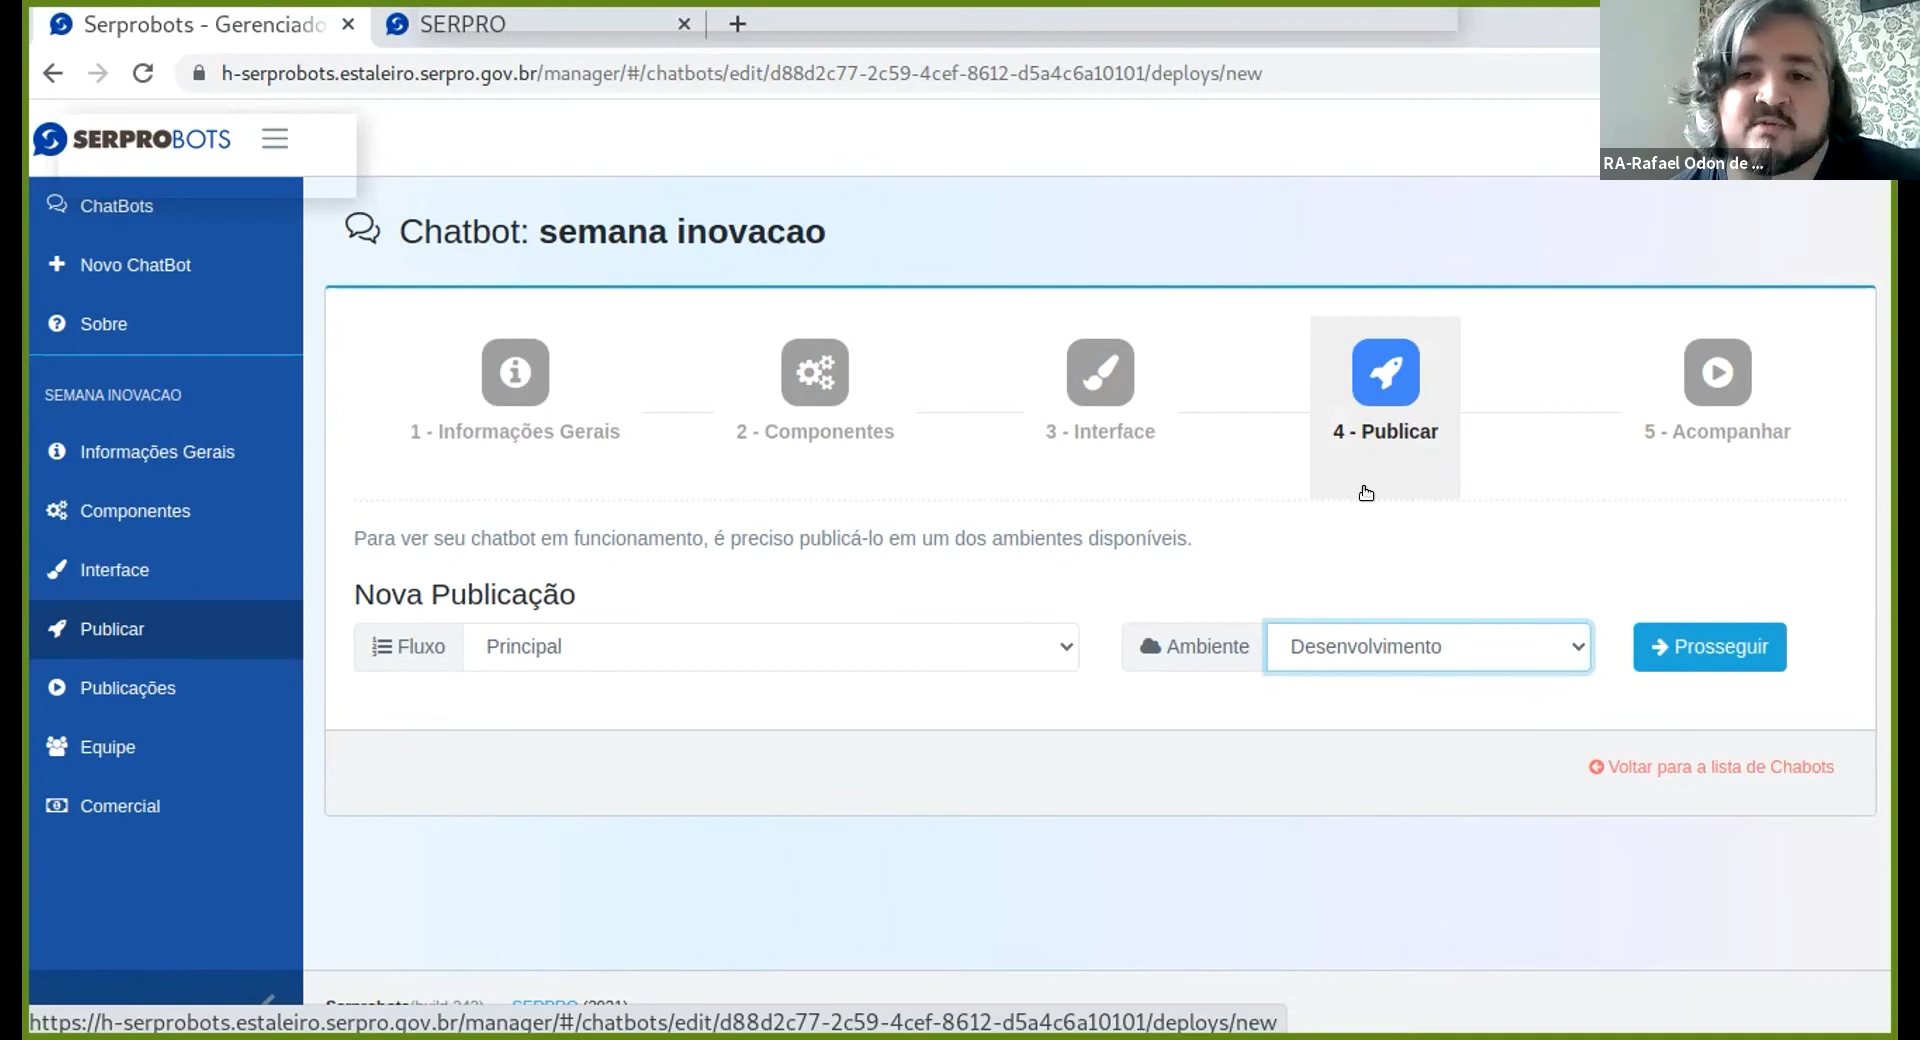 Serprobots - Gerenciado
SERPRO
h-serprobots.estaleiro.serpro.gov.br/manager/#/chatbots/edit/d88d2c77-2c59-4cef-8612-d5a4c6a10101/deploys/new
RA-Rafael Odon de ...
SERPROBOTS
ChatBots
Novo ChatBot
Sobre
SEMANA INOVACAO
Informações Gerais
Componentes
Interface
Publicar
Publicações
Equipe
Comercial
Chatbot: semana inovacao
1 - Informações Gerais
2 - Componentes
3 - Interface
4 - Publicar
5 - Acompanhar
Para ver seu chatbot em funcionamento, é preciso publicá-lo em um dos ambientes disponíveis.
Nova Publicação
Fluxo
Principal
Ambiente
Desenvolvimento
Prosseguir
Voltar para a lista de Chabots
SERPRO (2021)
https://h-serprobots.estaleiro.serpro.gov.br/manager/#/chatbots/edit/d88d2c77-2c59-4cef-8612-d5a4c6a10101/deploys/new